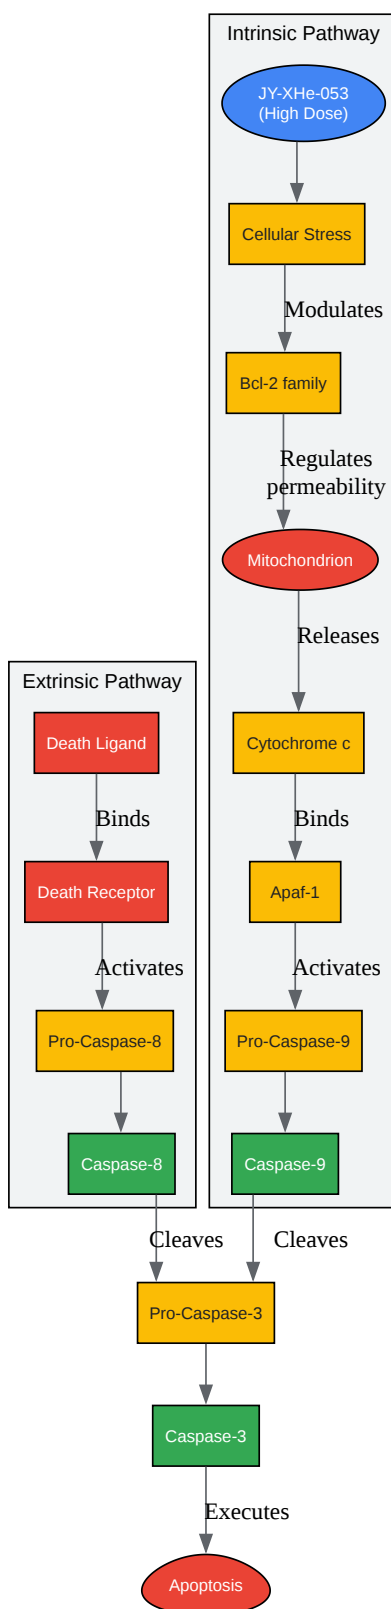 Intrinsic Pathway
JY-XHe-053
(High Dose)
Cellular Stress
Modulates
Bcl-2 family
Regulates
permeability
Mitochondrion
Releases
Extrinsic Pathway
Death Ligand
Cytochrome c
Binds
Binds
Death Receptor
Apaf-1
Activates
Activates
Pro-Caspase-8
Pro-Caspase-9
Caspase-8
Caspase-9
Cleaves
Cleaves
Pro-Caspase-3
Caspase-3
Executes
Apoptosis